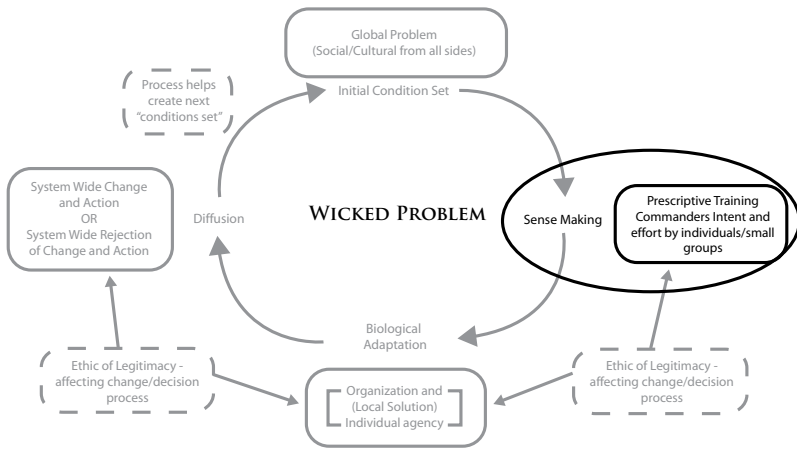 Global Problem
(Social/Cultural from all sides)
Initial Condition Set
Process helps
create next
"conditions set"
System Wide Change
and Action
OR
System Wide Rejection
of Change and Action
Diffusion
WICKED PROBLEM
Sense Making
Prescriptive Training
Commanders Intent and
effort by individuals/small
groups
Biological
Adaptation
Ethic of Legitimacy -
affecting change/decision
process
Organization and
(Local Solution)
Individual agency
Ethic of Legitimacy -
affecting change/decision
process